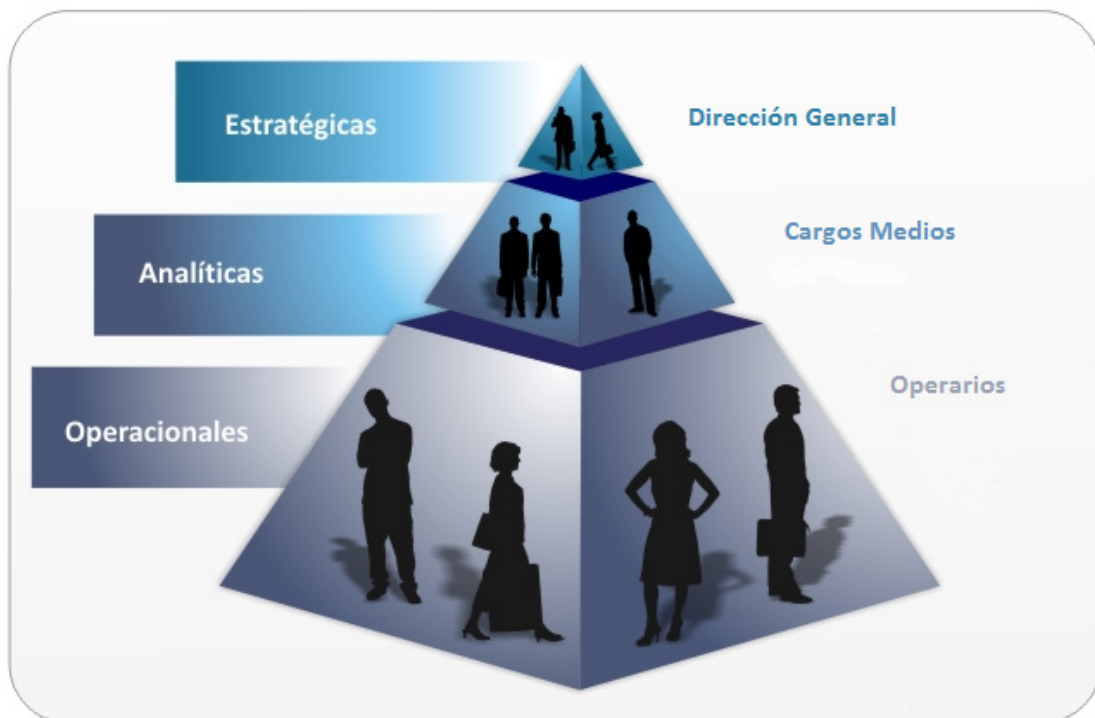 Estratégicas
Dirección General
Analíticas
Cargos Medios
Operacionales
Operarios